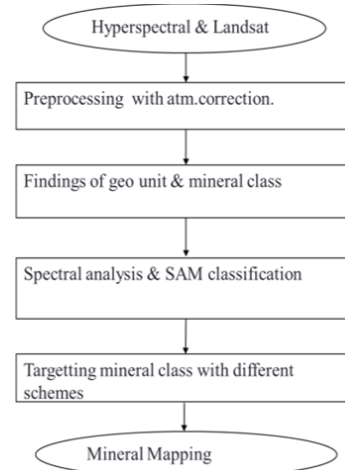 Hyperspectral & Landsat
Preprocessing with atm.correction.
Findings of geo unit & mineral class
Spectral analysis & SAM classification
Targetting mineral class with different
schemes
Mineral Mapping